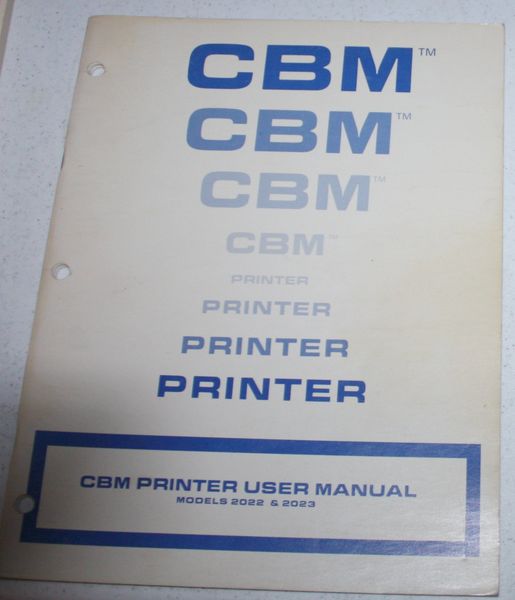 CBM™
CBM™
CBM™
CBM™
PRINTER
PRINTER
PRINTER
PRINTER
CBM PRINTER USER MANUAL
MODELS 2022 & 2023